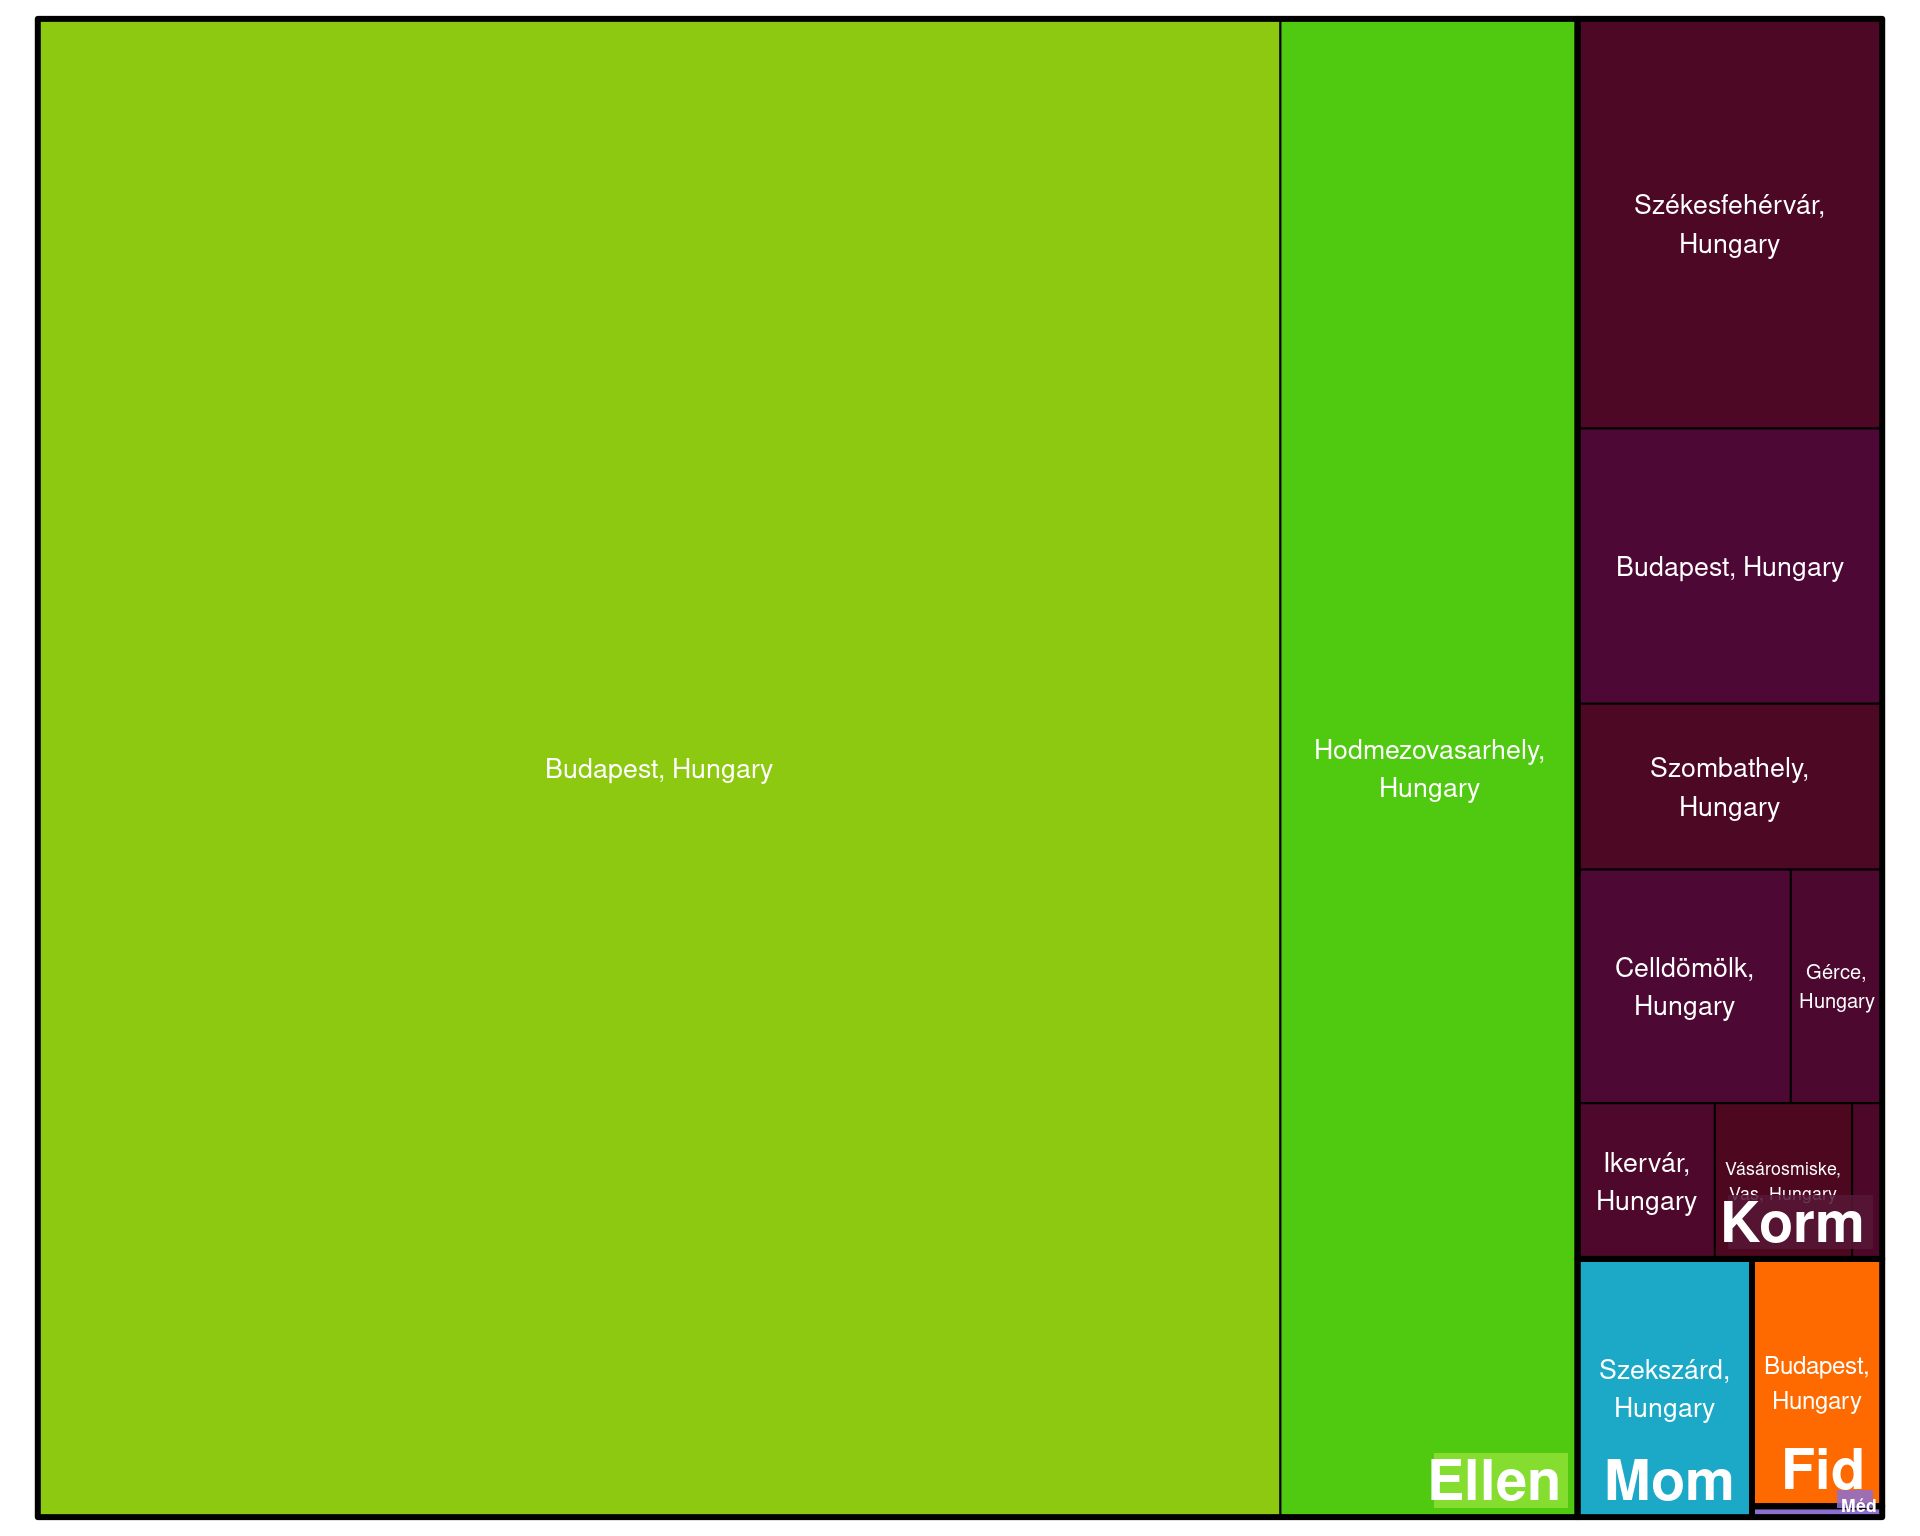 Budapest, Hungary
Hodmezovasarhely,
Hungary
Ellen
Székesfehérvár,
Hungary
Budapest, Hungary
Szombathely,
Hungary
Celldömölk,
Hungary
Gérce,
Hungary
Ikervár,
Hungary
Vásárosmiske,
Vas, Hungary
Korm
Szekszárd,
Hungary
Mom
Budapest,
Hungary
Fid
Méd